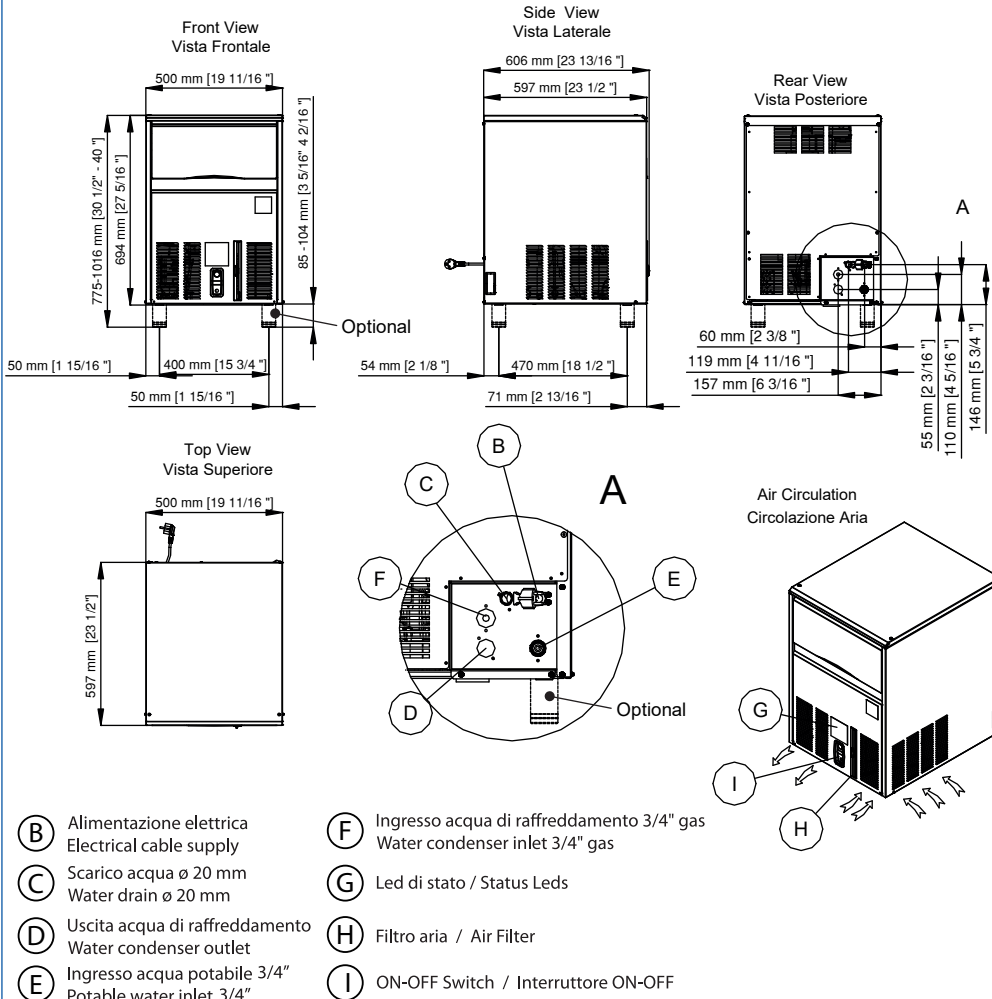 Front View
Vista Frontale
500 mm [19 11/16 "]
775-1016 mm [30 1/2" - 40 "]
694 mm [27 5/16 "]
85 -104 mm [3 5/16" 4 2/16 "]
Optional
50 mm [1 15/16 "]
400 mm [15 3/4 "]
50 mm [1 15/16 "]
Side View
Vista Laterale
606 mm [23 13/16 "]
597 mm [23 1/2 "]
54 mm [2 1/8 "]
470 mm [18 1/2 "]
71 mm [2 13/16 "]
Rear View
Vista Posteriore
A
60 mm [2 3/8 "]
119 mm [4 11/16 "]
157 mm [6 3/16 "]
55 mm [2 3/16 "]
110 mm [4 5/16 "]
146 mm [5 3/4 "]
Top View
Vista Superiore
500 mm [19 11/16 "]
597 mm [23 1/2"]
A
B
C
F
E
D
Optional
Air Circulation
Circolazione Aria
G
I
H
B
Alimentazione elettrica
Electrical cable supply
C
Scarico acqua ø 20 mm
Water drain ø 20 mm
D
Uscita acqua di raffreddamento
Water condenser outlet
E
Ingresso acqua potabile 3/4"
Potable water inlet 3/4"
F
Ingresso acqua di raffreddamento 3/4" gas
Water condenser inlet 3/4" gas
G
Led di stato / Status Leds
H
Filtro aria / Air Filter
I
ON-OFF Switch / Interruttore ON-OFF